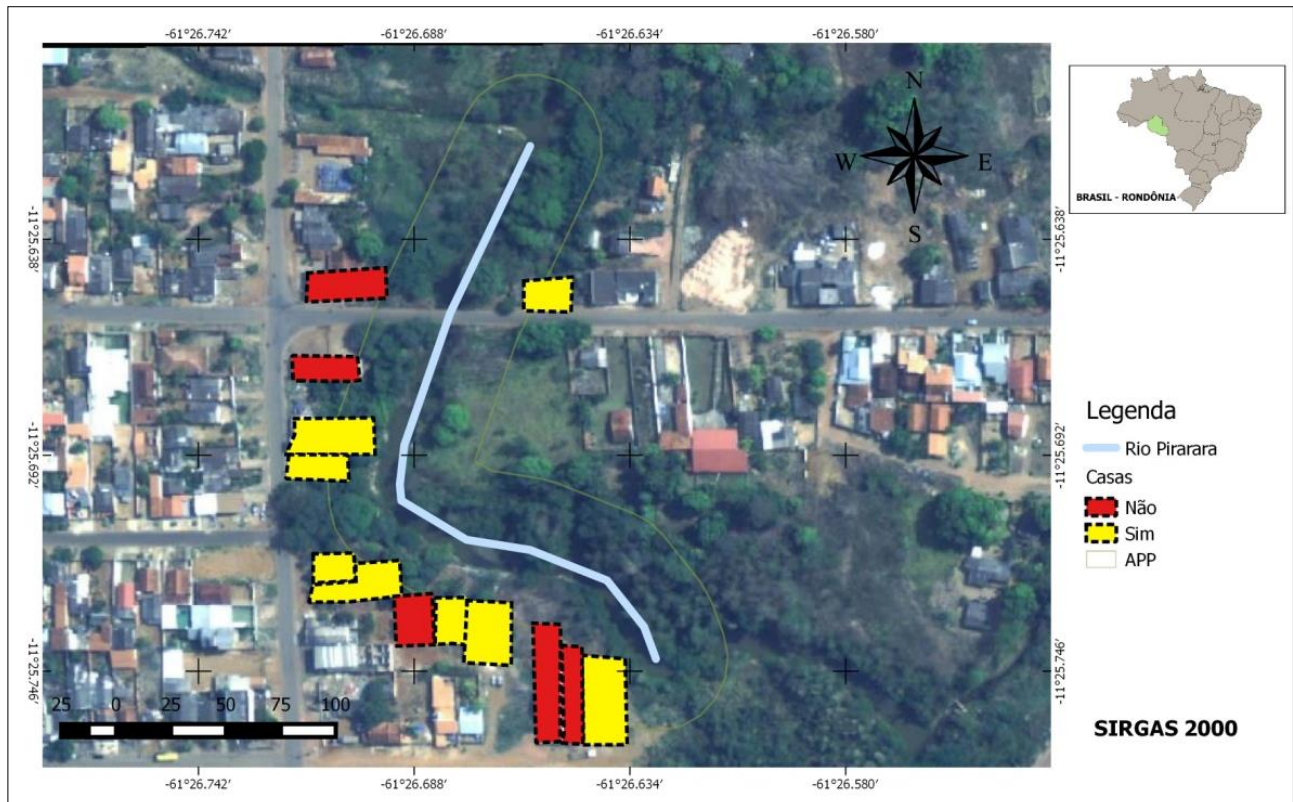 -61°26.742′ -61°26.688′ -61°26.634′ -61°26.580′
N
W E
S
-11°25.638′ -11°25.638′
-11°25.692′ -11°25.692′
-11°25.746′ -11°25.746′
25 0 25 50 75 100
-61°26.742′ -61°26.688′ -61°26.634′ -61°26.580′
BRASIL - RONDÔNIA
Legenda
Rio Pirarara
Casas
Não
Sim
APP
SIRGAS 2000